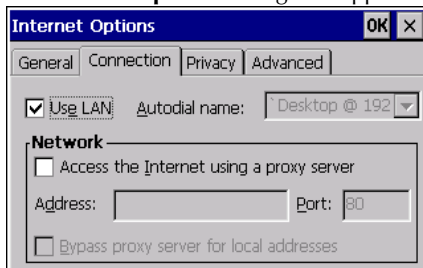 Internet Options OK ×
General Connection Privacy Advanced
Use LAN Autodial name: `Desktop @ 192
Network
Access the Internet using a proxy server
Address: Port: 80
Bypass proxy server for local addresses